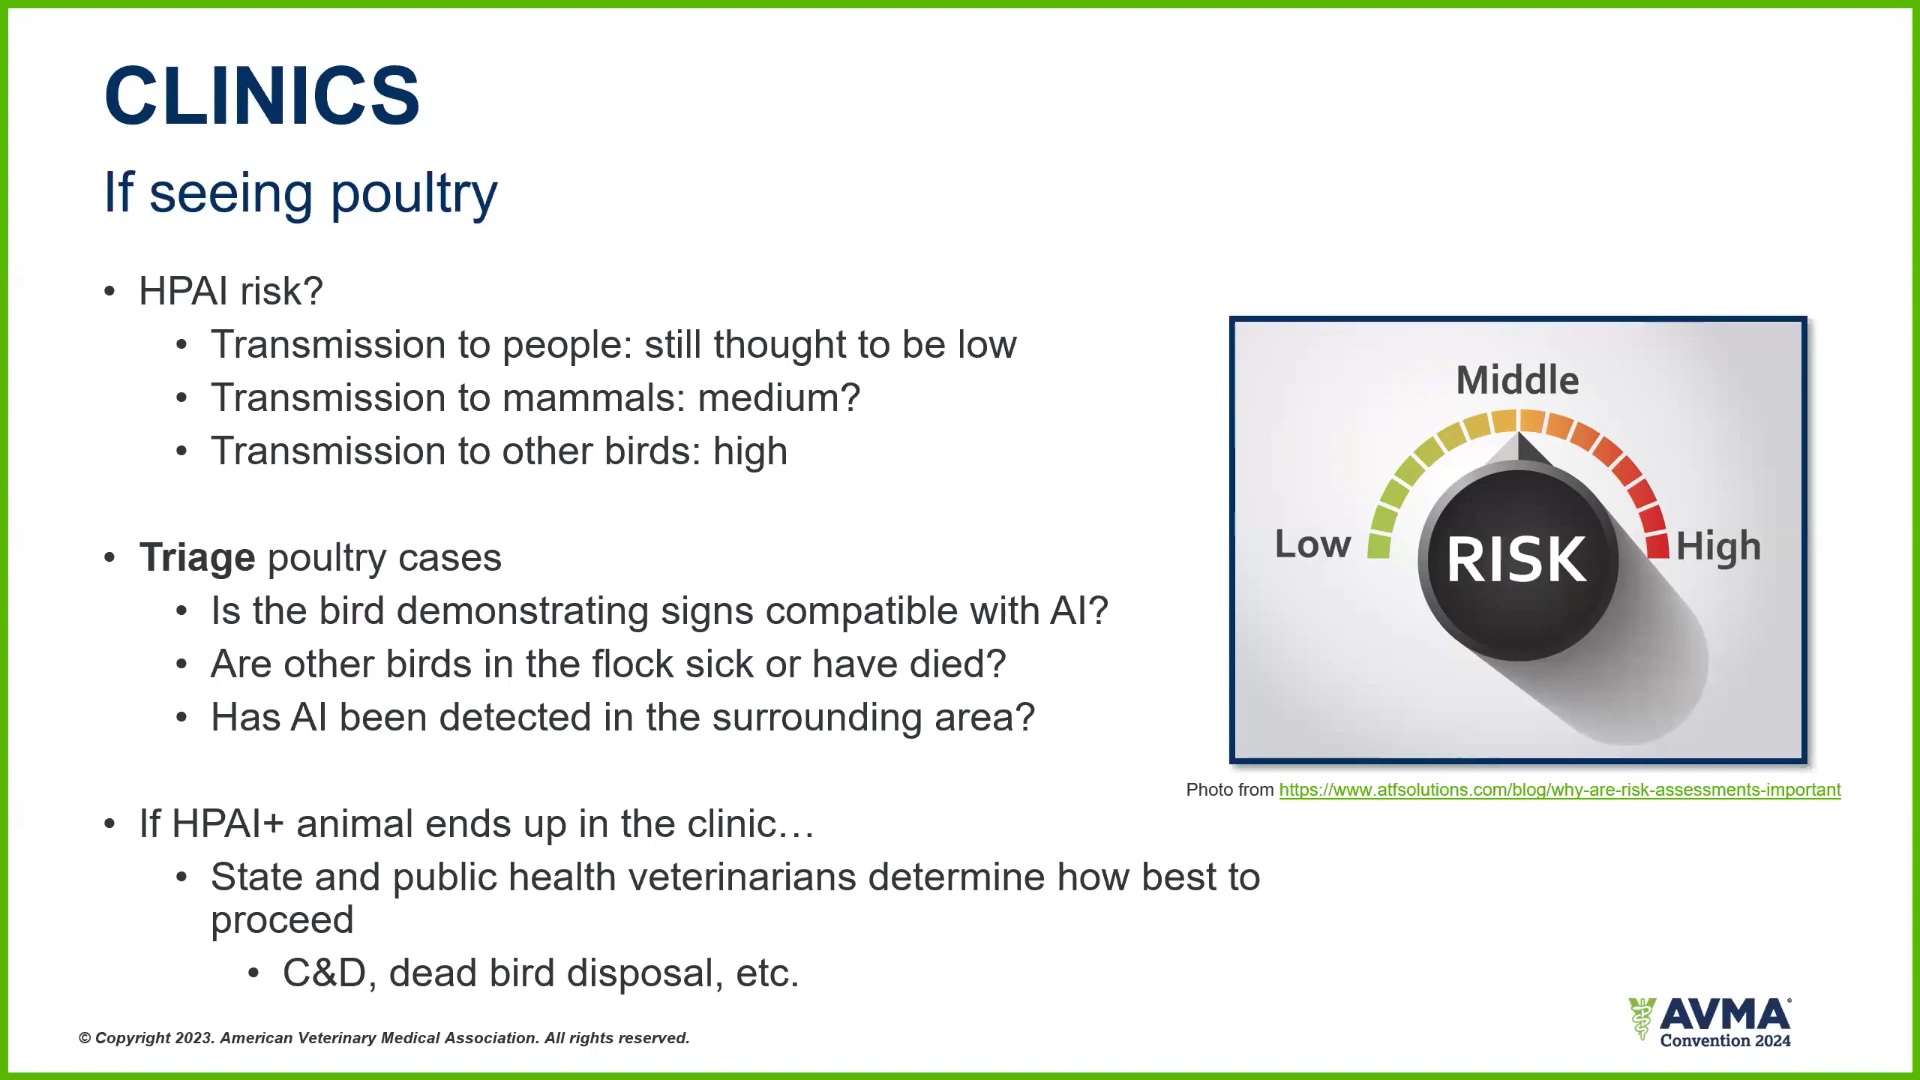 CLINICS
If seeing poultry
• HPAI risk?
• Transmission to people: still thought to be low
• Transmission to mammals: medium?
• Transmission to other birds: high
• Triage poultry cases
• Is the bird demonstrating signs compatible with AI?
• Are other birds in the flock sick or have died?
• Has AI been detected in the surrounding area?
• If HPAI+ animal ends up in the clinic…
• State and public health veterinarians determine how best to
proceed
• C&D, dead bird disposal, etc.
Middle
Low
RISK
High
Photo from https://www.atfsolutions.com/blog/why-are-risk-assessments-important
© Copyright 2023. American Veterinary Medical Association. All rights reserved.
AVMA®
Convention 2024